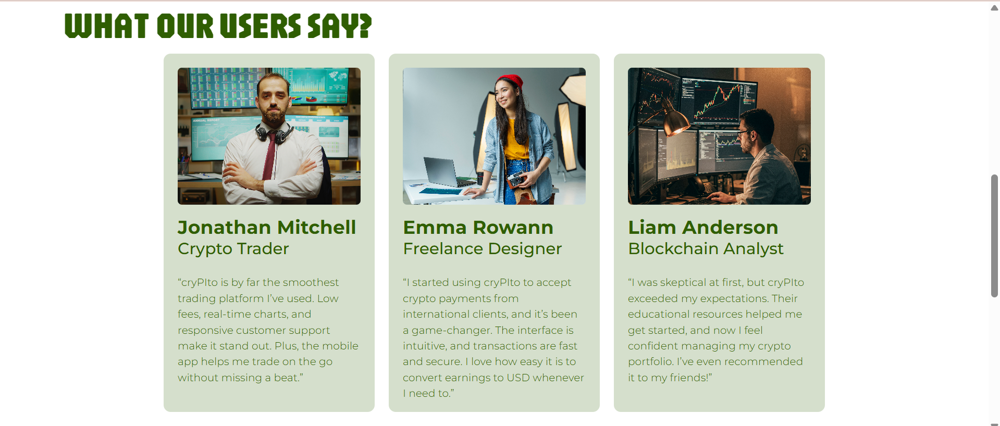 WHAT OUR USERS SAY?
ANNUAL REPORT
Jonathan Mitchell
Crypto Trader
“cryPIto is by far the smoothest
trading platform I’ve used. Low
fees, real-time charts, and
responsive customer support
make it stand out. Plus, the mobile
app helps me trade on the go
without missing a beat.”
Emma Rowann
Freelance Designer
“I started using cryPIto to accept
crypto payments from
international clients, and it’s been
a game-changer. The interface is
intuitive, and transactions are fast
and secure. I love how easy it is to
convert earnings to USD whenever
I need to.”
Liam Anderson
Blockchain Analyst
“I was skeptical at first, but cryPIto
exceeded my expectations. Their
educational resources helped me
get started, and now I feel
confident managing my crypto
portfolio. I’ve even recommended
it to my friends!”